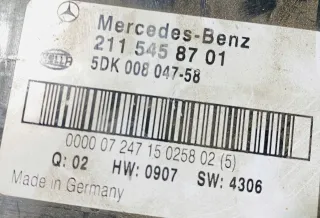 Mercedes-Benz
211 545 87 01
HELLA
5DK 008 047-58
0000 07 247 15 0258 02 (5)
Q: 02 HW: 0907 SW: 4306
Made in Germany